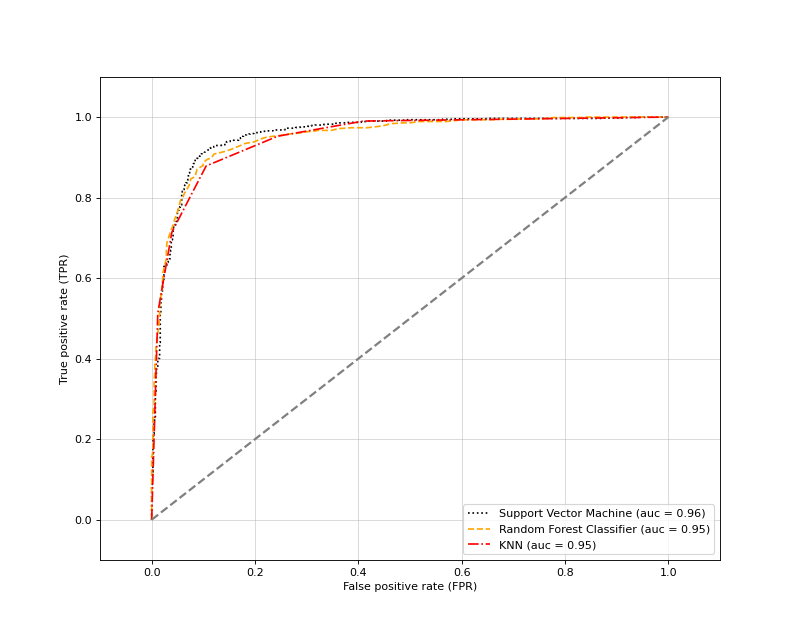 1.0
0.8
0.6
0.4
0.2
0.0
True positive rate (TPR)
0.0 0.2 0.4 0.6 0.8 1.0
False positive rate (FPR)
Support Vector Machine (auc = 0.96)
Random Forest Classifier (auc = 0.95)
KNN (auc = 0.95)